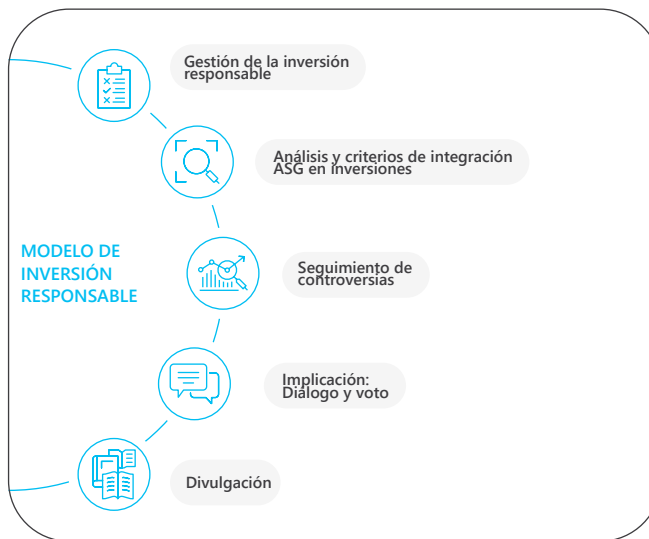 Gestión de la inversión
responsable
Análisis y criterios de integración
ASG en inversiones
MODELO DE
INVERSIÓN
RESPONSABLE
Seguimiento de
controversias
Implicación:
Diálogo y voto
Divulgación